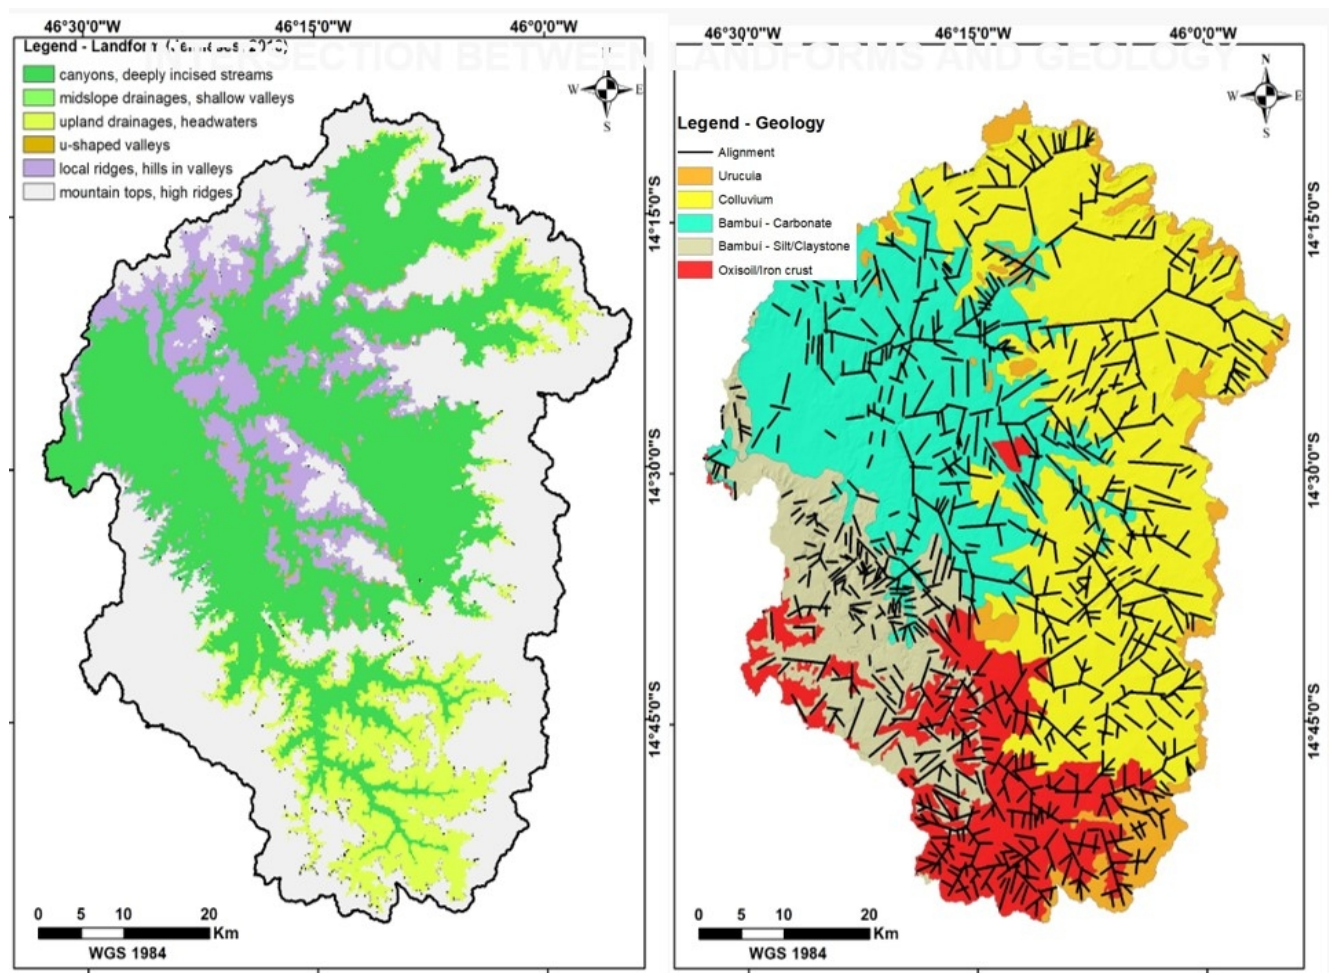 INTERSECTION BETWEEN LANDFORMS AND GEOLOGY
46°30'0"W 46°15'0"W 46°0'0"W
Legend - Landform
canyons, deeply incised streams
midslope drainages, shallow valleys
upland drainages, headwaters
u-shaped valleys
local ridges, hills in valleys
mountain tops, high ridges
W E
S
14°15'0"S
14°30'0"S
14°45'0"S
0 5 10 20
Km
WGS 1984
46°30'0"W 46°15'0"W 46°0'0"W
N
W E
S
Legend - Geology
Alignment
Urucuia
Colluvium
Bambuí - Carbonate
Bambuí - Silt/Claystone
Oxisoil/Iron crust
14°15'0"S
14°30'0"S
14°45'0"S
0 5 10 20
Km
WGS 1984